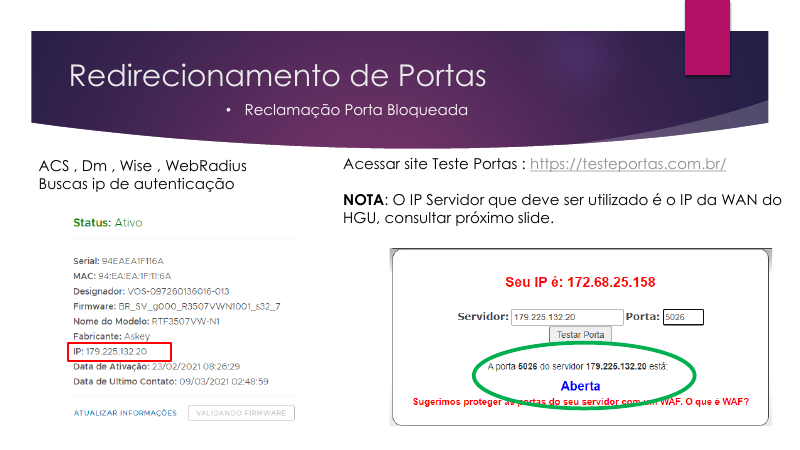 Redirecionamento de Portas
• Reclamação Porta Bloqueada
ACS , Dm , Wise , WebRadius
Buscas ip de autenticação
Status: Ativo
Serial: 94EAEA1F116A
MAC: 94:EA:EA:1F:11:6A
Designador: VOS-097260136016-013
Firmware: BR_SV_g000_R3507VWN1001_s32_7
Nome do Modelo: RTF3507VW-N1
Fabricante: Askey
IP: 179.225.132.20
Data de Ativação: 23/02/2021 08:26:29
Data de Ultimo Contato: 09/03/2021 02:48:59
ATUALIZAR INFORMAÇÕES VALIDANDO FIRMWARE
Acessar site Teste Portas : https://testeportas.com.br/
NOTA: O IP Servidor que deve ser utilizado é o IP da WAN do
HGU, consultar próximo slide.
Seu IP é: 172.68.25.158
Servidor: 179.225.132.20 Porta: 5026
Testar Porta
A porta 5026 do servidor 179.225.132.20 está:
Aberta
Sugerimos proteger as portas do seu servidor com um WAF. O que é WAF?